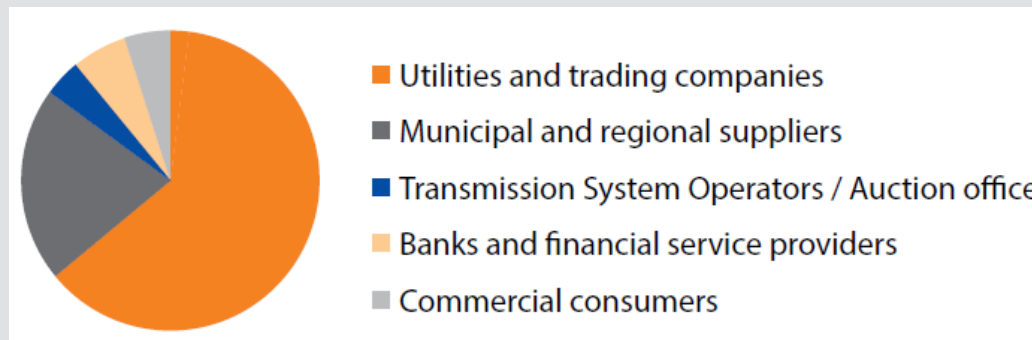 Utilities and trading companies
Municipal and regional suppliers
Transmission System Operators / Auction office
Banks and financial service providers
Commercial consumers